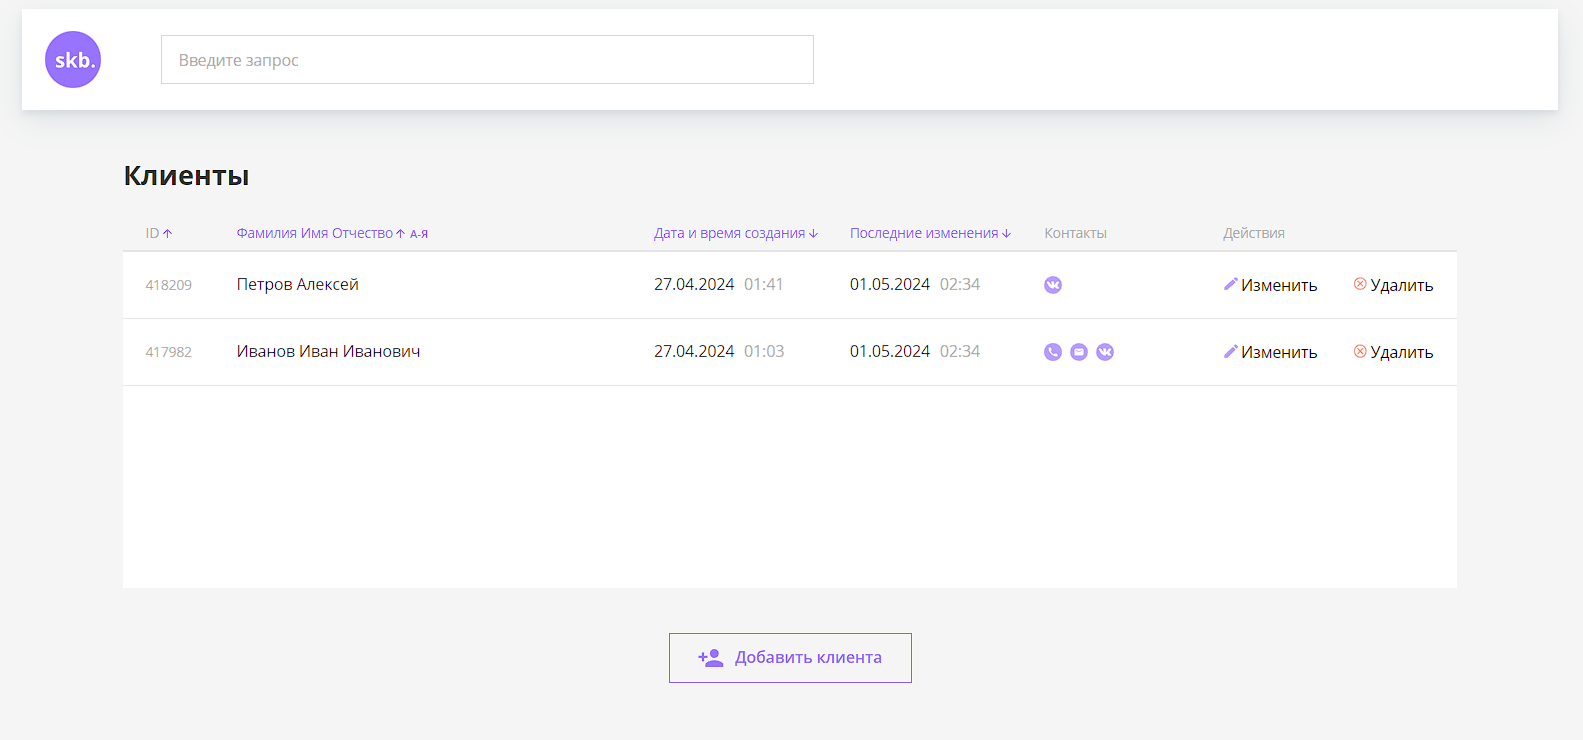 skb.
Введите запрос
Клиенты
ID Фамилия Имя Отчество А-Я Дата и время создания Последние изменения Контакты Действия
418209 Петров Алексей 27.04.2024 01:41 01.05.2024 02:34 Изменить Удалить
417982 Иванов Иван Иванович 27.04.2024 01:03 01.05.2024 02:34 Изменить Удалить
Добавить клиента